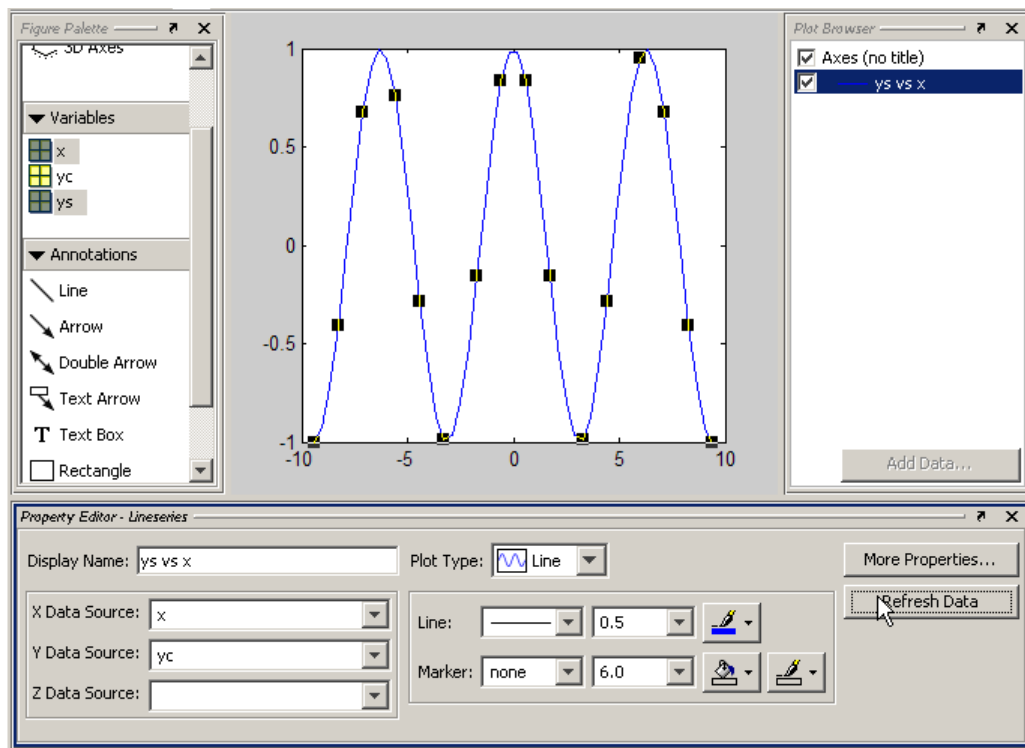 Figure Palette
3D Axes
Variables
x
yc
ys
Annotations
Line
Arrow
Double Arrow
Text Arrow
T Text Box
Rectangle
1
0.5
0
-0.5
-1
-10
-5
0
5
10
Plot Browser
Axes (no title)
ys vs x
Add Data...
Property Editor - Lineseries
Display Name: ys vs x
Plot Type: Line
More Properties...
X Data Source: x
Y Data Source: yc
Z Data Source:
Line: 0.5
Marker: none 6.0
Refresh Data